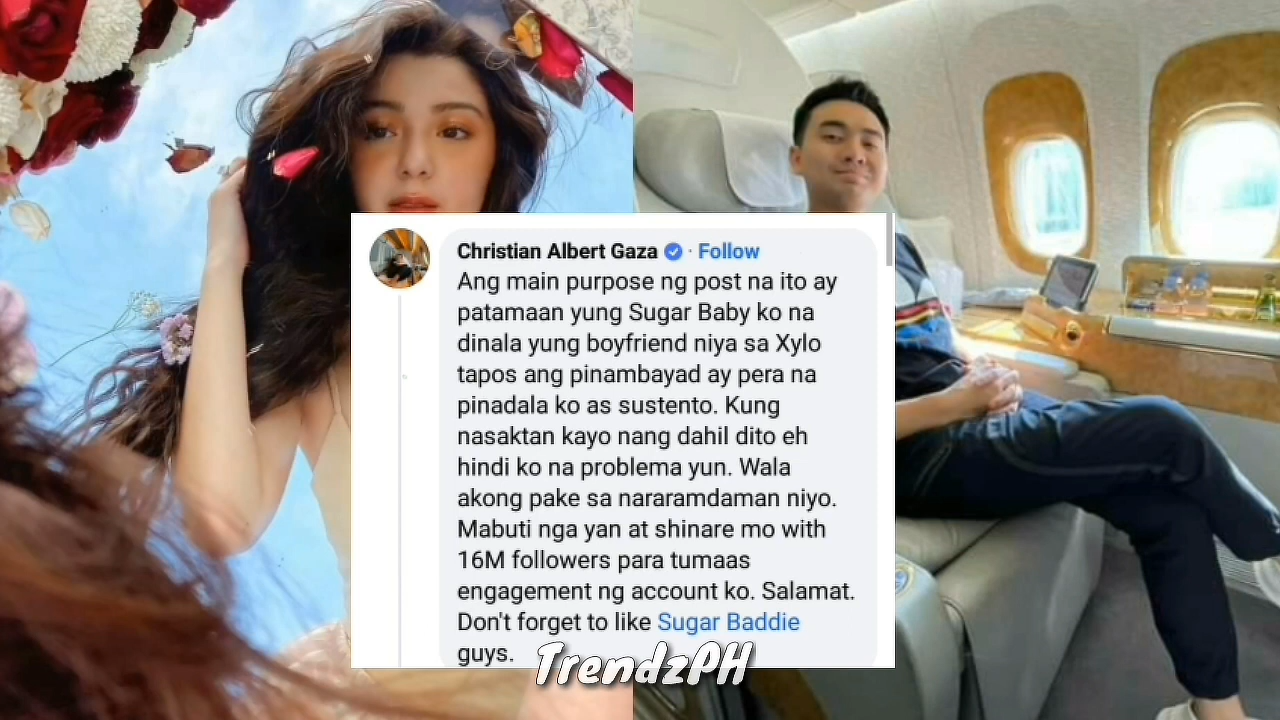 Christian Albert Gaza · Follow
Ang main purpose ng post na ito ay
patamaan yung Sugar Baby ko na
dinala yung boyfriend niya sa Xylo
tapos ang pinambayad ay pera na
pinadala ko as sustento. Kung
nasaktan kayo nang dahil dito eh
hindi ko na problema yun. Wala
akong pake sa nararamdaman niyo.
Mabuti nga yan at shinare mo with
16M followers para tumaas
engagement ng account ko. Salamat.
Don't forget to like Sugar Baddie
guys.
TrendzPH